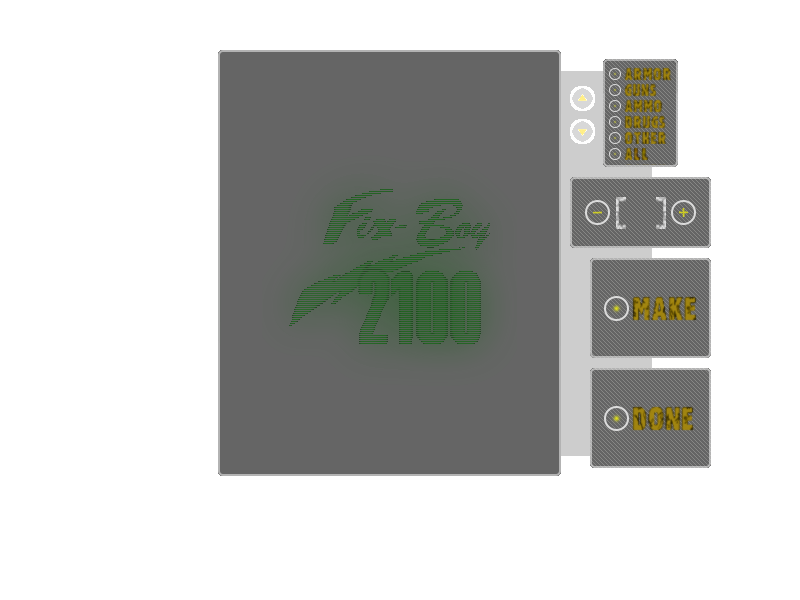 Fix-Boy
2100
ARMOR
GUNS
AMMO
DRUGS
OTHER
ALL
MAKE
DONE